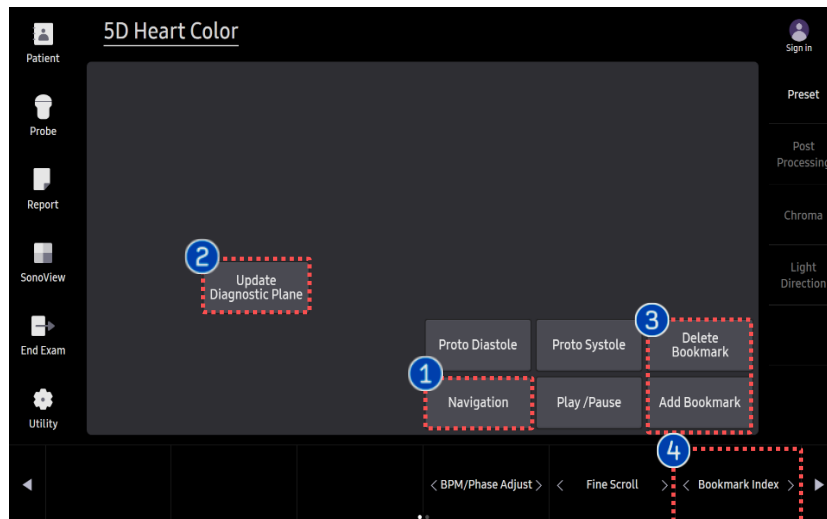 5D Heart Color
Patient
Sign in
Probe
Preset
Post
Processing
Report
Chroma
SonoView
2
Update
Diagnostic Plane
Light
Direction
End Exam
3
Proto Diastole
Proto Systole
Delete
Bookmark
1
Navigation
Play /Pause
Add Bookmark
Utility
4
< BPM/Phase Adjust >
< Fine Scroll >
< Bookmark Index >